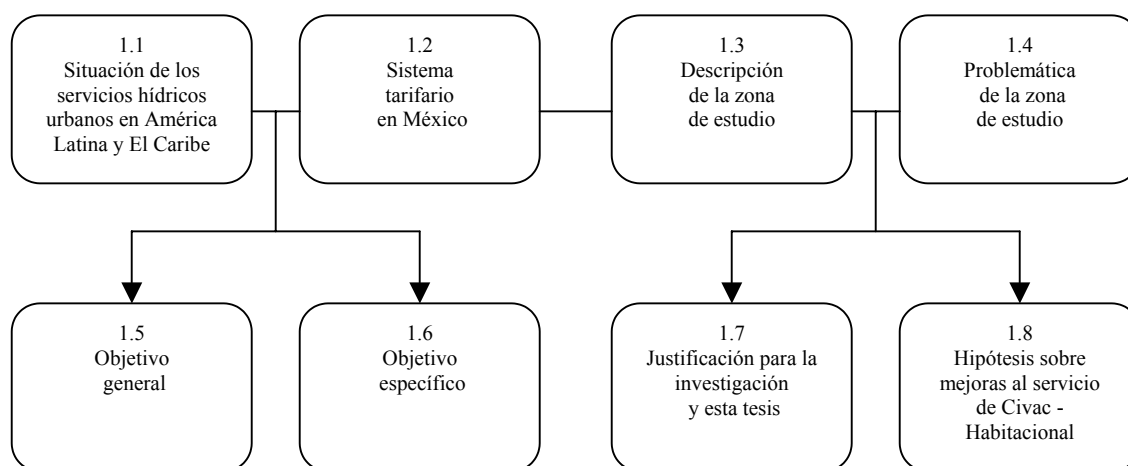 1.1
Situación de los
servicios hídricos
urbanos en América
Latina y El Caribe
1.2
Sistema
tarifario
en México
1.3
Descripción
de la zona
de estudio
1.4
Problemática
de la zona
de estudio
1.5
Objetivo
general
1.6
Objetivo
específico
1.7
Justificación para la
investigación
y esta tesis
1.8
Hipótesis sobre
mejoras al servicio
de Civac -
Habitacional